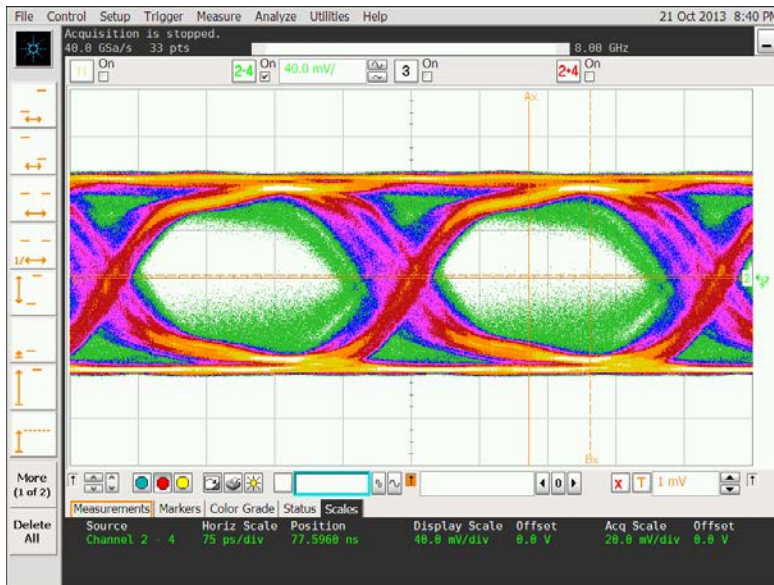 File Control Setup Trigger Measure Analyze Utilities Help 21 Oct 2013 8:40 PM
Acquisition is stopped.
40.0 GSa/s 33 pts 8.00 GHz
On 2-4 On 40.0 mV/ 3 On 2+4 On
Ax
2
1/
Bx
More
(1 of 2)
0 X T 1 mV
Delete
All
Measurements Markers Color Grade Status Scales
Source Horiz Scale Position Display Scale Offset Acq Scale Offset
Channel 2 - 4 75 ps/div 77.5960 ns 40.0 mV/div 0.0 V 20.0 mV/div 0.0 V